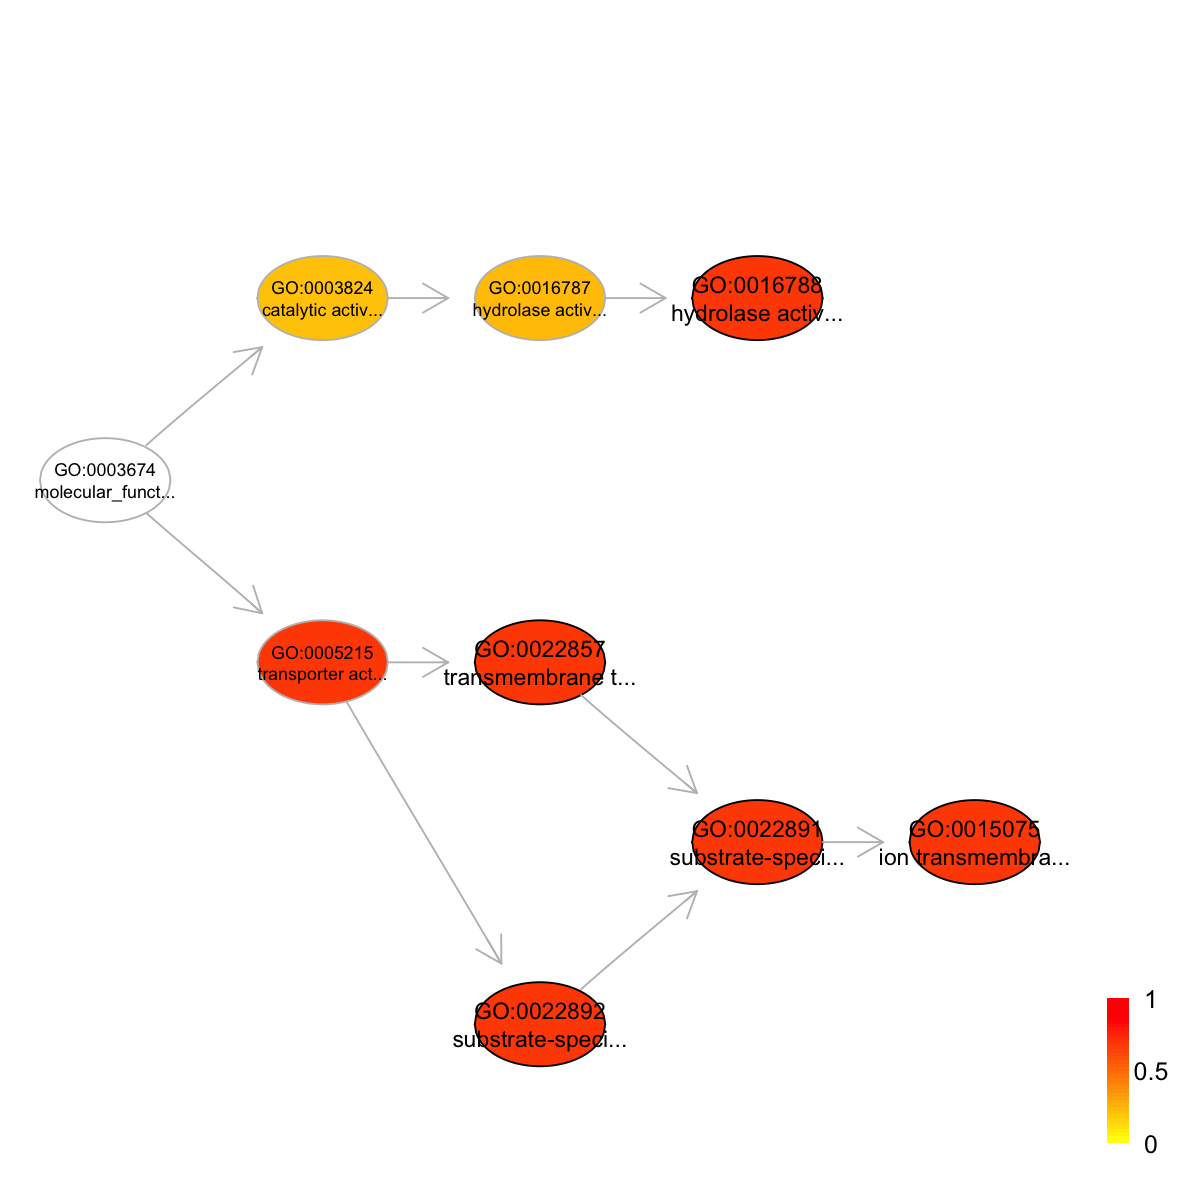 GO:0003824
catalytic activ...
GO:0016787
hydrolase activ...
GO:0016788
hydrolase activ...
GO:0003674
molecular_funct...
GO:0005215
transporter act...
GO:0022857
transmembrane t...
GO:0022891
substrate-speci...
GO:0015075
ion transmembra...
GO:0022892
substrate-speci...
1
0.5
0